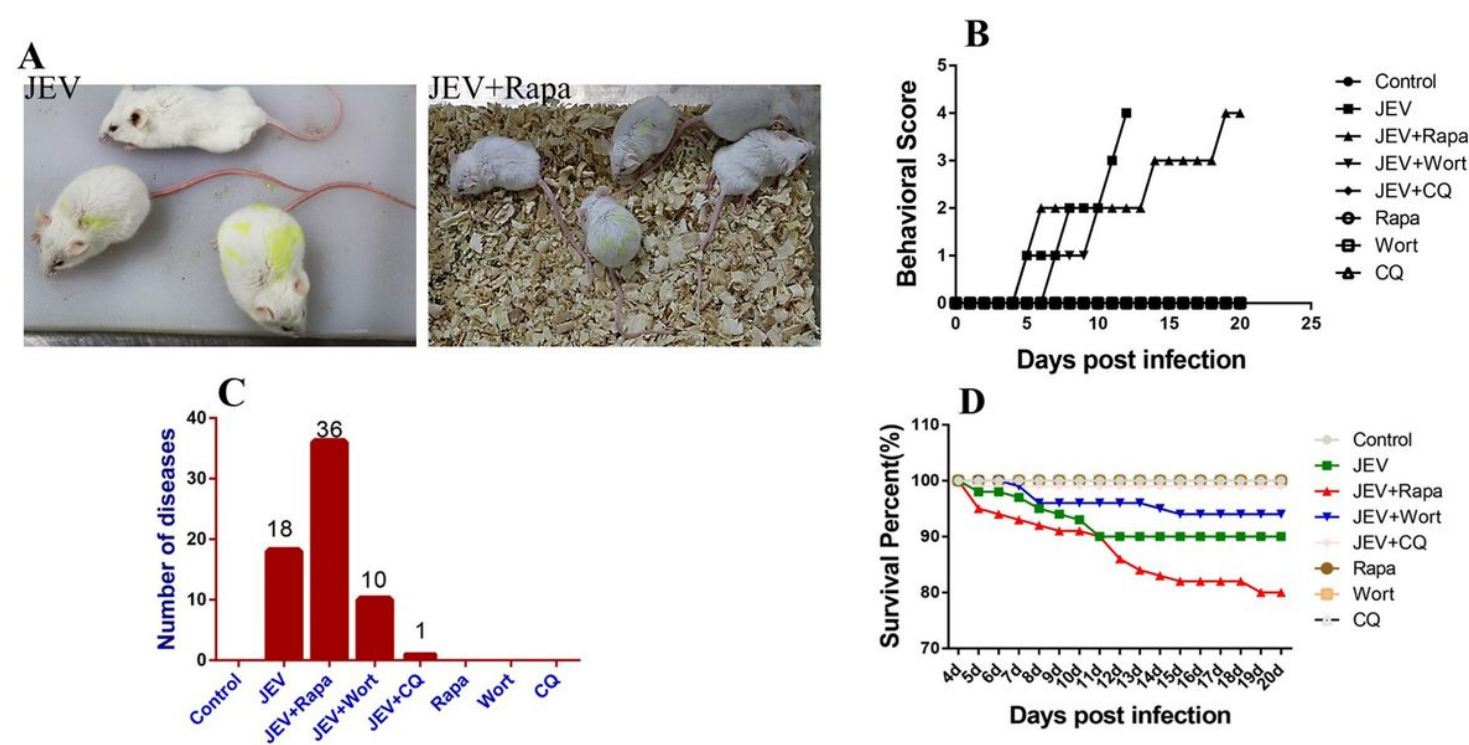 A
JEV
JEV+Rapa
B
Behavioral Score
5
4
3
2
1
0
0 5 10 15 20 25
Days post infection
Control
JEV
JEV+Rapa
JEV+Wort
JEV+CQ
Rapa
Wort
CQ
C
Number of diseases
40
30
20
10
0
18
36
10
1
Control JEV JEV+Rapa JEV+Wort JEV+CQ Rapa Wort CQ
D
Survival Percent(%)
110
100
90
80
70
4d 5d 6d 7d 8d 9d 10d 11d 12d 13d 14d 15d 16d 17d 18d 19d 20d
Days post infection
Control
JEV
JEV+Rapa
JEV+Wort
JEV+CQ
Rapa
Wort
CQ